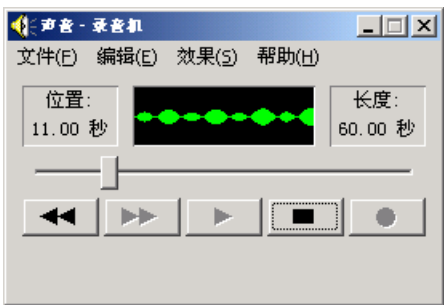 声音 - 录音机
文件(F) 编辑(E) 效果(S) 帮助(H)
位置:
11.00 秒
长度:
60.00 秒